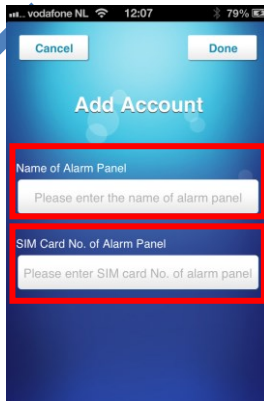 vodafone NL 12:07 79%
Cancel Done
Add Account
Name of Alarm Panel
Please enter the name of alarm panel
SIM Card No. of Alarm Panel
Please enter SIM card No. of alarm panel